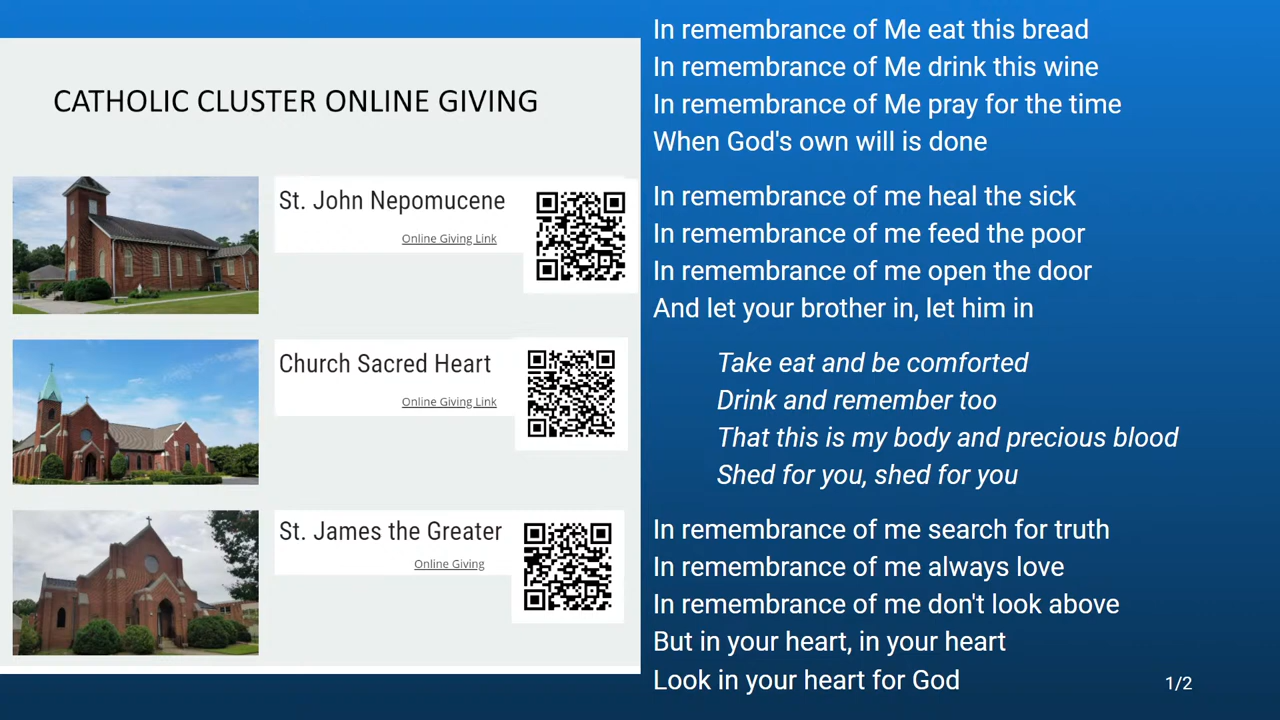 CATHOLIC CLUSTER ONLINE GIVING
St. John Nepomucene
Online Giving Link
Church Sacred Heart
Online Giving Link
St. James the Greater
Online Giving
In remembrance of Me eat this bread
In remembrance of Me drink this wine
In remembrance of Me pray for the time
When God's own will is done
In remembrance of me heal the sick
In remembrance of me feed the poor
In remembrance of me open the door
And let your brother in, let him in
Take eat and be comforted
Drink and remember too
That this is my body and precious blood
Shed for you, shed for you
In remembrance of me search for truth
In remembrance of me always love
In remembrance of me don't look above
But in your heart, in your heart
Look in your heart for God
1/2